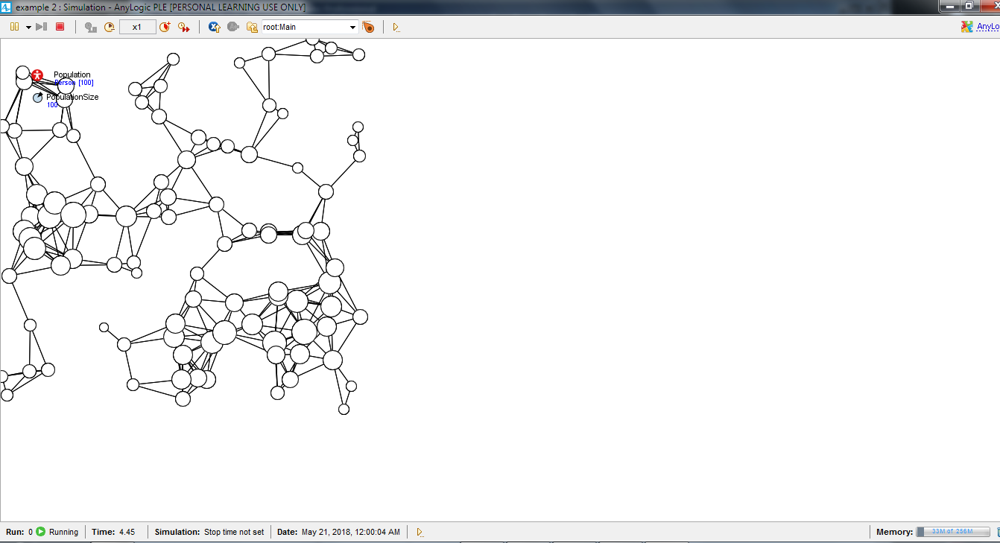 example 2 : Simulation - AnyLogic PLE [PERSONAL LEARNING USE ONLY]
x1
root:Main
AnyLo
Population
Person [100]
PopulationSize
100
Run: 0 Running Time: 4.45 Simulation: Stop time not set Date: May 21, 2018, 12:00:04 AM Memory: 33M of 256M